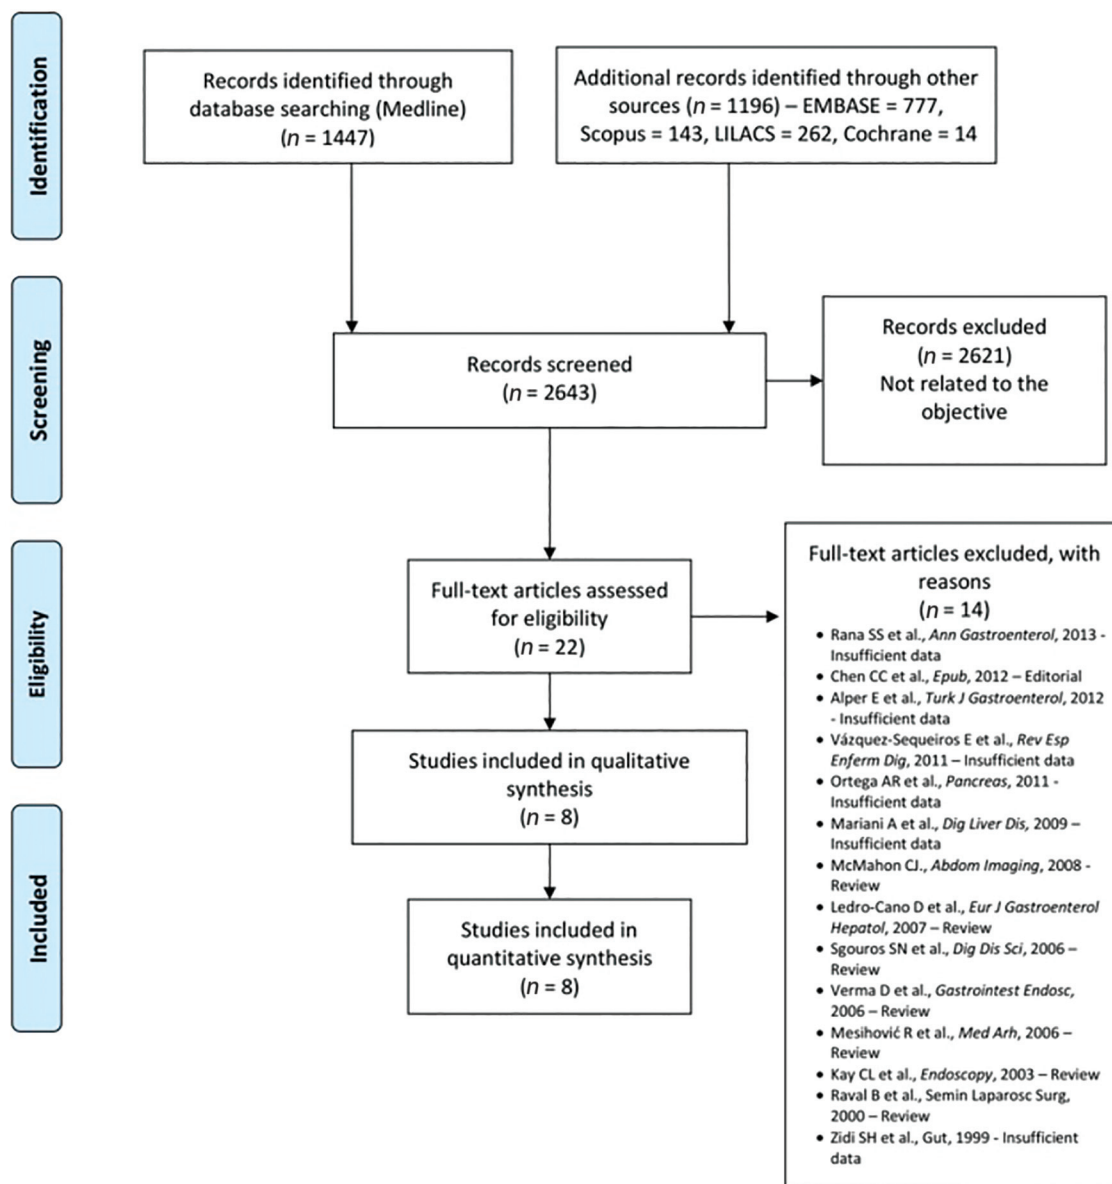 Identification
Records identified through
database searching (Medline)
(n = 1447)
Additional records identified through other
sources (n = 1196) – EMBASE = 777,
Scopus = 143, LILACS = 262, Cochrane = 14
Screening
Records screened
(n = 2643)
Records excluded
(n = 2621)
Not related to the
objective
Eligibility
Full-text articles assessed
for eligibility
(n = 22)
Full-text articles excluded, with
reasons
(n = 14)
• Rana SS et al., Ann Gastroenterol, 2013 -
Insufficient data
• Chen CC et al., Epub, 2012 – Editorial
• Alper E et al., Turk J Gastroenterol, 2012
- Insufficient data
• Vázquez-Sequeiros E et al., Rev Esp
Enferm Dig, 2011 – Insufficient data
• Ortega AR et al., Pancreas, 2011 -
Insufficient data
• Mariani A et al., Dig Liver Dis, 2009 –
Insufficient data
• McMahon CJ., Abdom Imaging, 2008 -
Review
• Ledro-Cano D et al., Eur J Gastroenterol
Hepatol, 2007 – Review
• Sgouros SN et al., Dig Dis Sci, 2006 –
Review
• Verma D et al., Gastrointest Endosc,
2006 – Review
• Mesihović R et al., Med Arh, 2006 –
Review
• Kay CL et al., Endoscopy, 2003 – Review
• Raval B et al., Semin Laparosc Surg,
2000 – Review
• Zidi SH et al., Gut, 1999 - Insufficient
data
Studies included in qualitative
synthesis
(n = 8)
Included
Studies included in
quantitative synthesis
(n = 8)